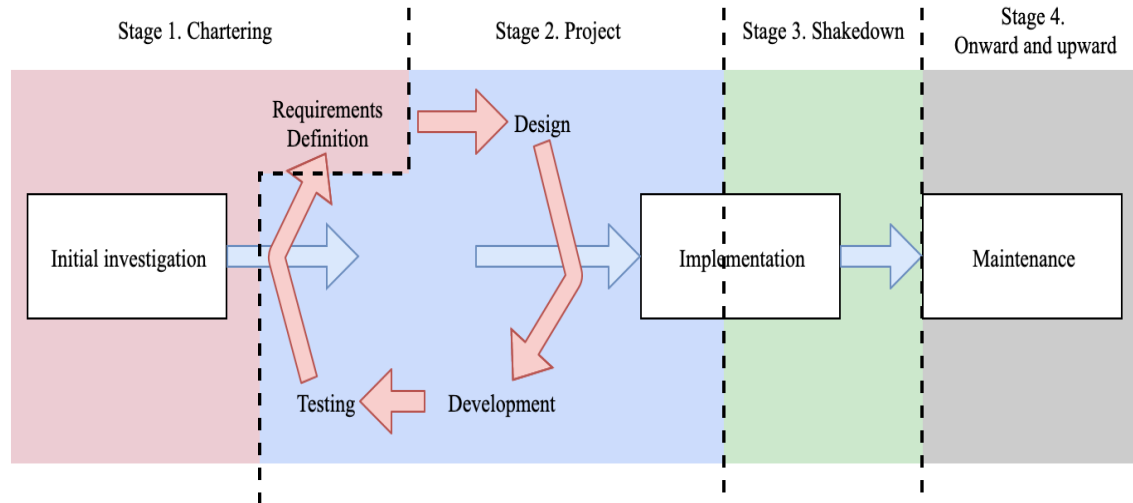 Stage 1. Chartering
Stage 2. Project
Stage 3. Shakedown
Stage 4.
Onward and upward
Requirements
Definition
Design
Initial investigation
Implementation
Maintenance
Testing
Development